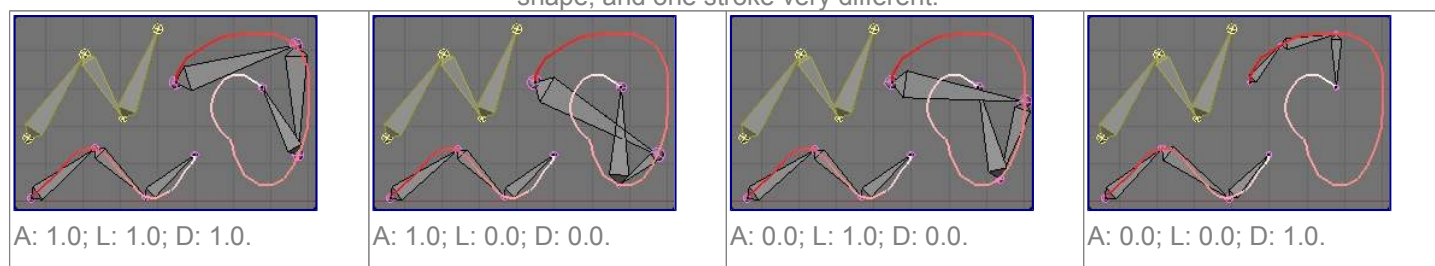 shape, and one stroke very different.
A: 1.0; L: 1.0; D: 1.0.
A: 1.0; L: 0.0; D: 0.0.
A: 0.0; L: 1.0; D: 0.0.
A: 0.0; L: 0.0; D: 1.0.